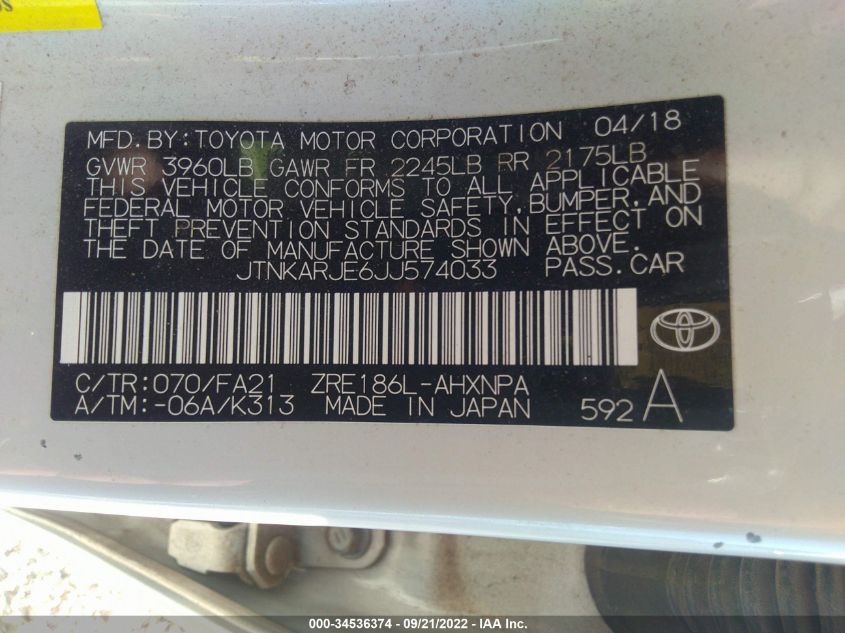 MFD. BY: TOYOTA MOTOR CORPORATION 04/18
GVWR 3960LB GAWR FR 2245LB RR 2175LB
THIS VEHICLE CONFORMS TO ALL APPLICABLE
FEDERAL MOTOR VEHICLE SAFETY, BUMPER, AND
THEFT PREVENTION STANDARDS IN EFFECT ON
THE DATE OF MANUFACTURE SHOWN ABOVE.
JTNKARJE6JJ574033 PASS. CAR
C/TR: 070/FA21 ZRE186L-AHXNPA
A/TM: -06A/K313 MADE IN JAPAN 592 A
000-34536374 - 09/21/2022 - IAA Inc.